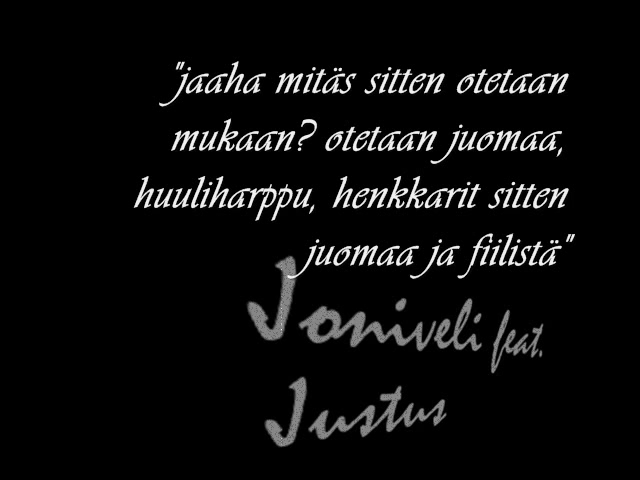 "jaaha mitäs sitten otetaan
mukaan? otetaan juomaa,
huuliharppu, henkkarit sitten
juomaa ja fiilistä"
Joniveli feat.
Justus